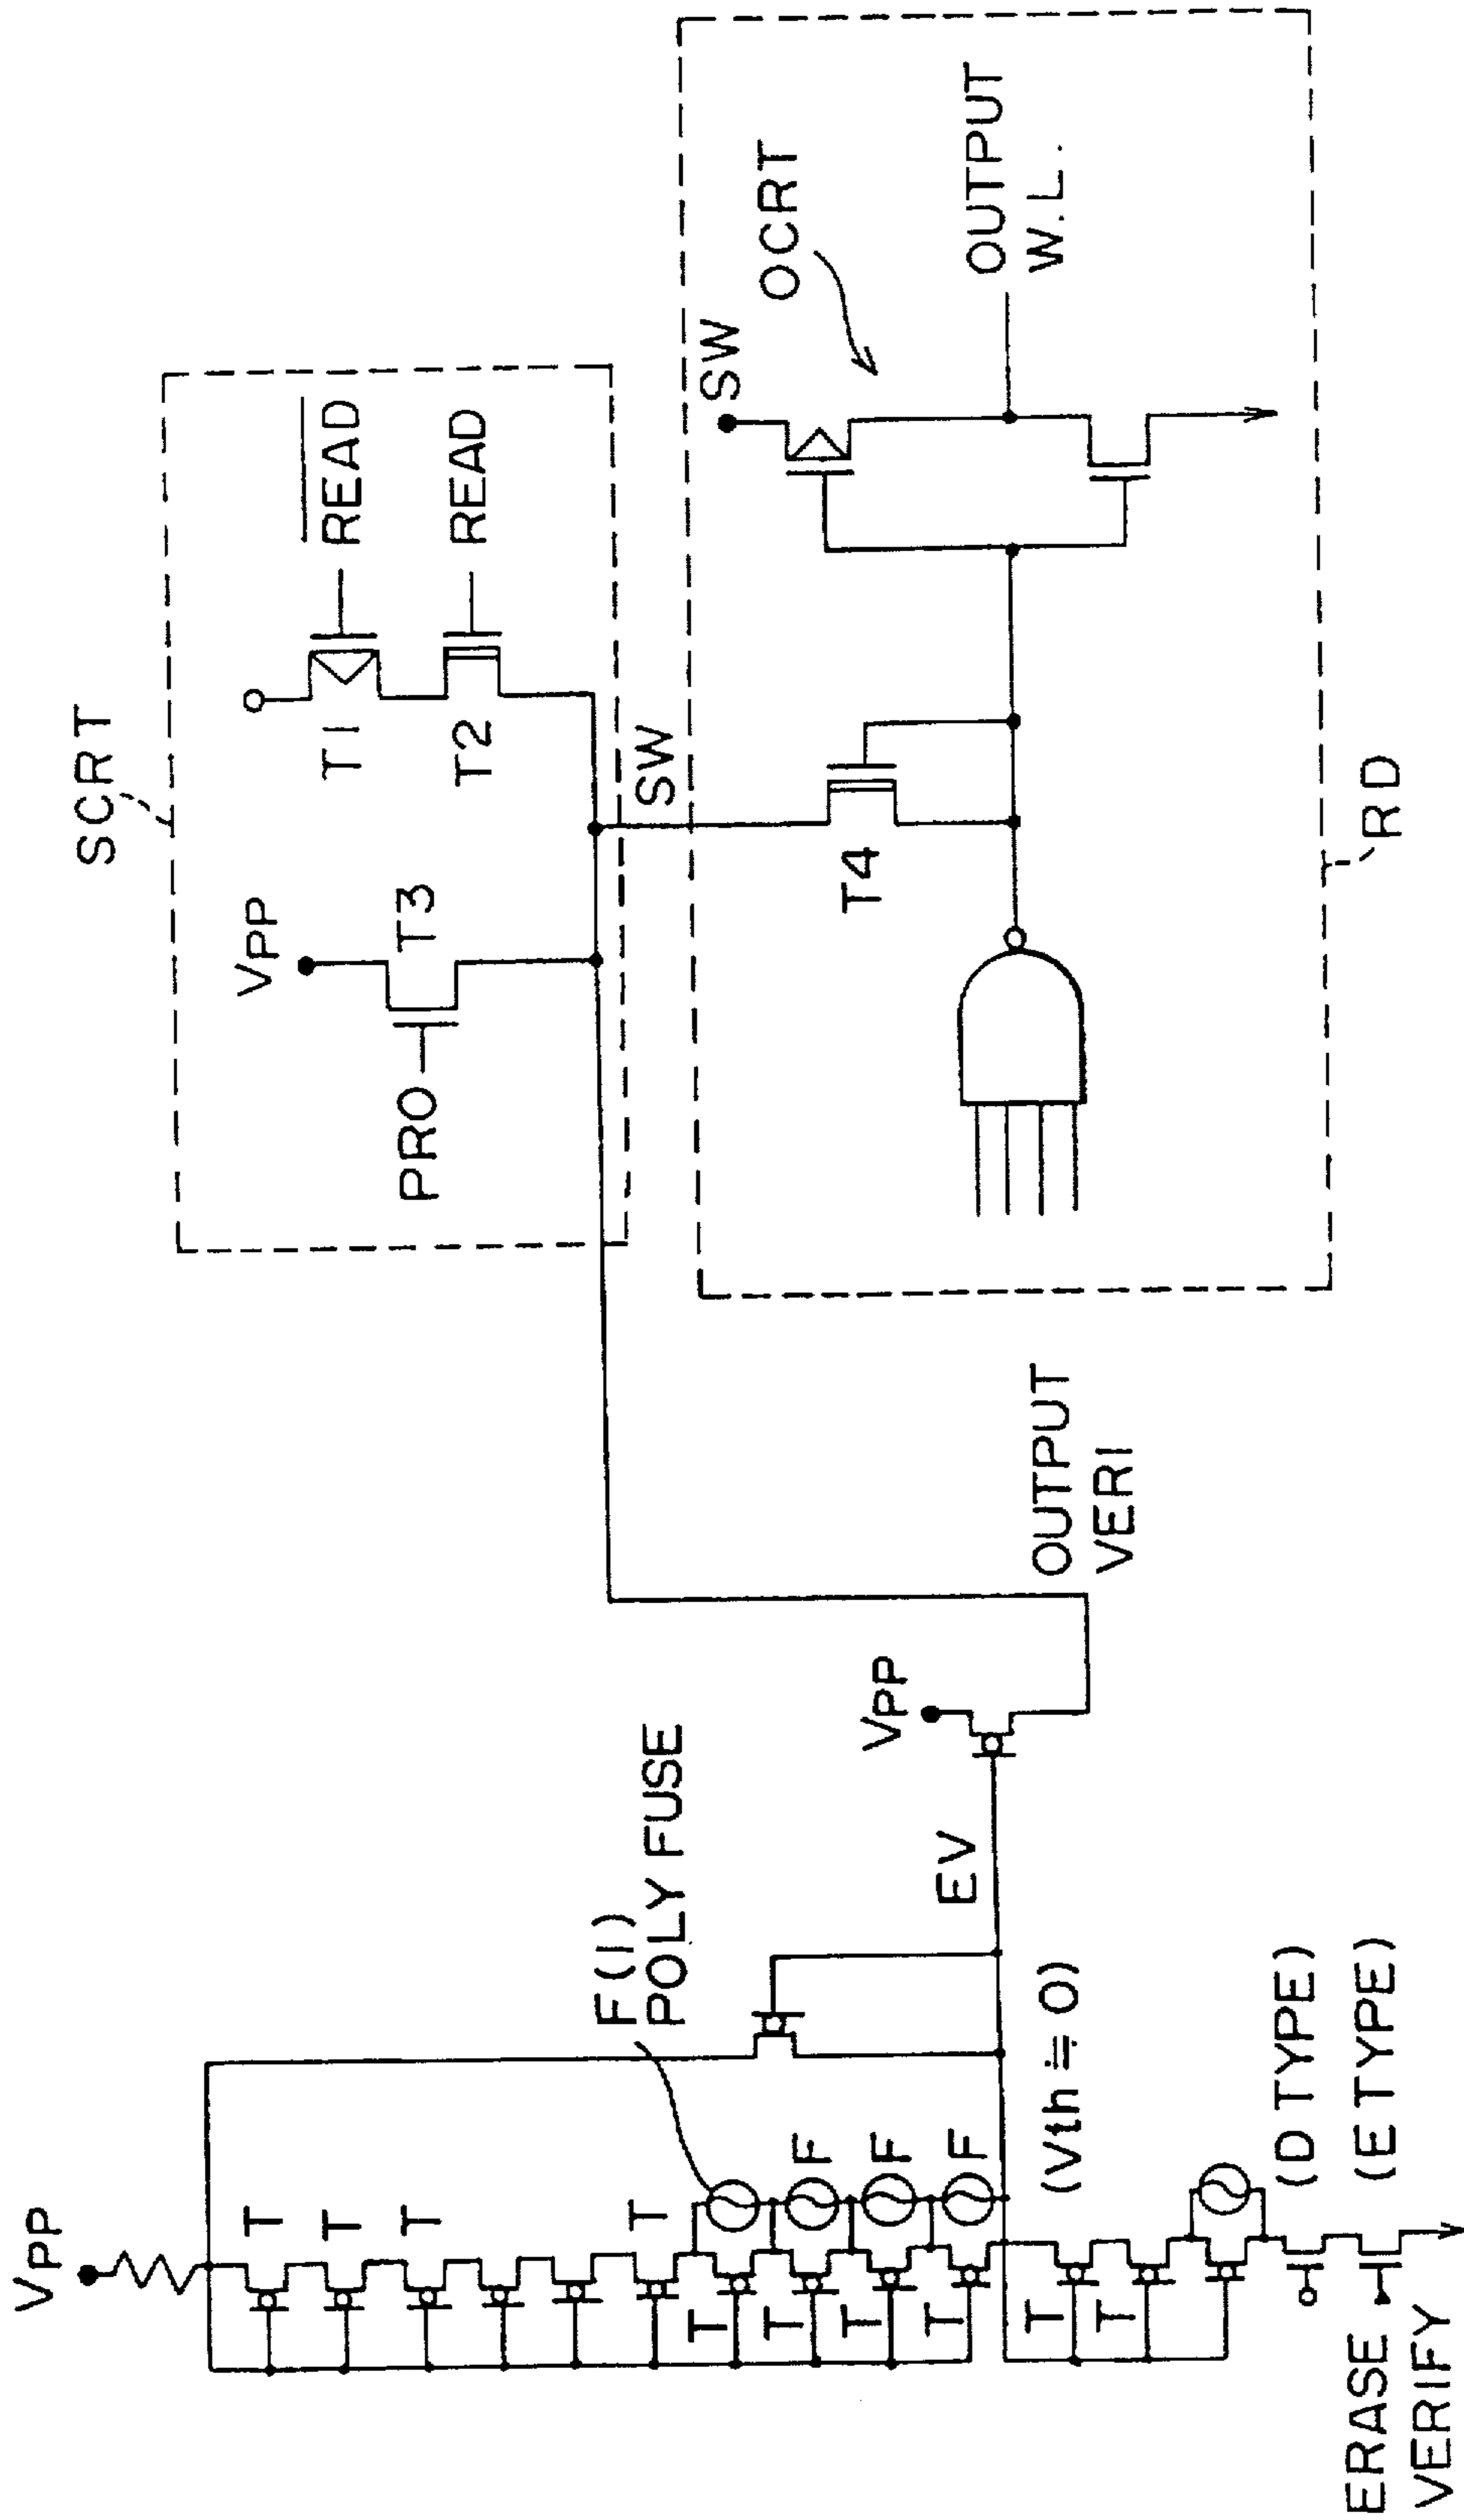 SCRT
VPP
T3
PRO
T1
T2
READ
READ
SW
SW
OCRT
OUTPUT
W.L.
T4
RD
VPP
T
T
T
T
F(1)
POLY FUSE
F
F
F
T
T
T
T
T
T
EV
VPP
OUTPUT
VERI
(Vth≒0)
(D TYPE)
(E TYPE)
ERASE
VERIFY